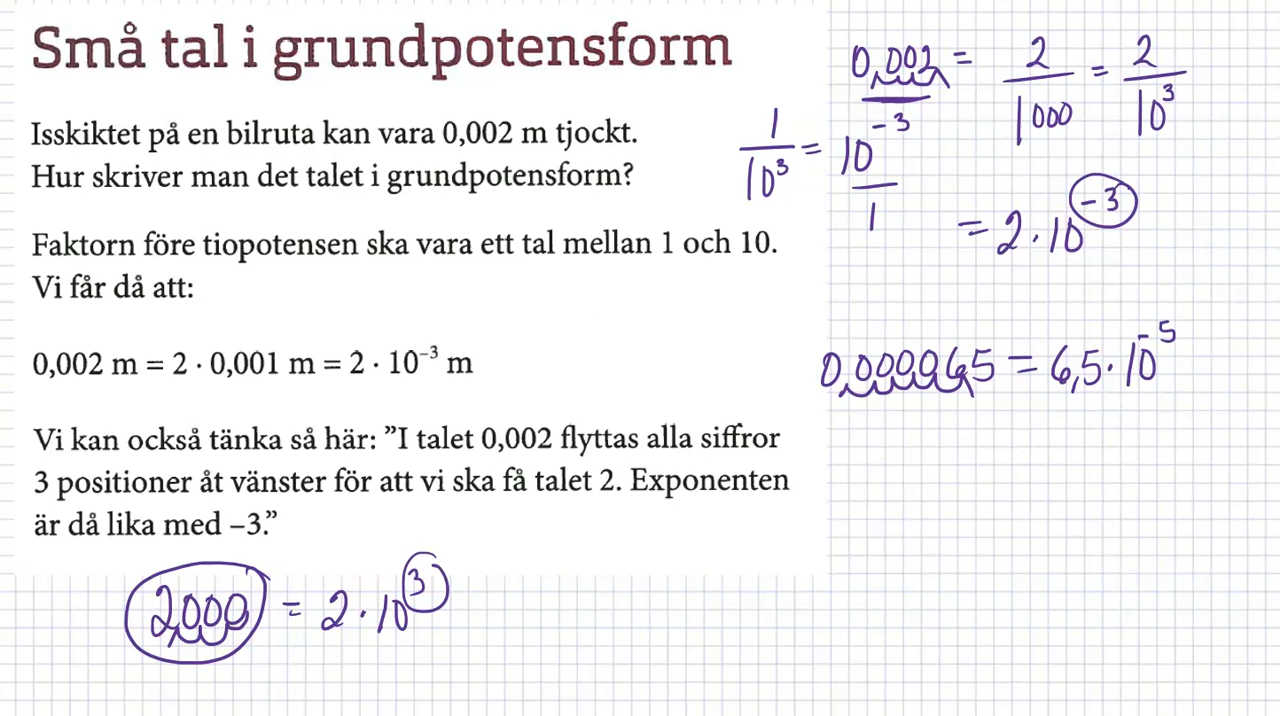 Små tal i grundpotensform
Isskiktet på en bilruta kan vara 0,002 m tjockt.
Hur skriver man det talet i grundpotensform?
Faktorn före tiopotensen ska vara ett tal mellan 1 och 10.
Vi får då att:
0,002 m = 2 · 0,001 m = 2 · 10⁻³ m
Vi kan också tänka så här: ”I talet 0,002 flyttas alla siffror
3 positioner åt vänster för att vi ska få talet 2. Exponenten
är då lika med –3.”
2000 = 2 · 10³
0,002 = 2/1000 = 2/10³
1/10³ = 10⁻³/1
= 2 · 10⁻³
0,000065 = 6,5 · 10⁻⁵